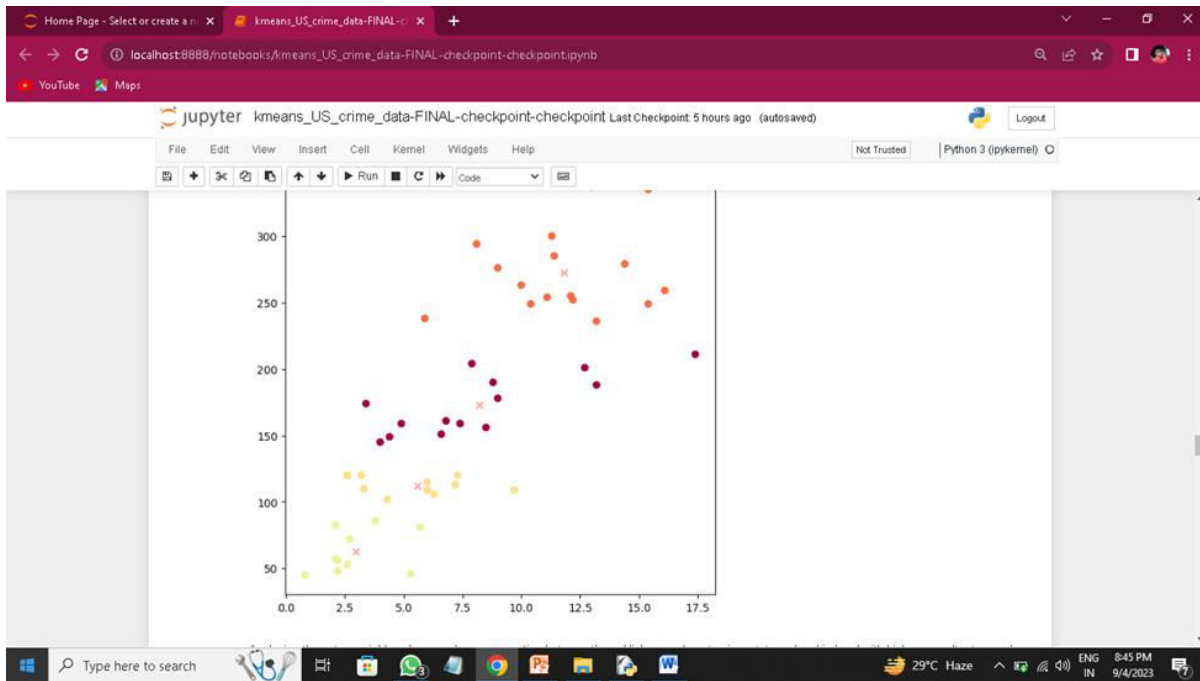 Home Page - Select or create a n
kmeans_US_crime_data-FINAL-c
localhost:8888/notebooks/kmeans_US_crime_data-FINAL-checkpoint-checkpoint.ipynb
YouTube Maps
jupyter kmeans_US_crime_data-FINAL-checkpoint-checkpoint Last Checkpoint: 5 hours ago (autosaved) Logout
File Edit View Insert Cell Kernel Widgets Help Not Trusted Python 3 (ipykernel)
Run Code
300
250
200
150
100
50
0.0 2.5 5.0 7.5 10.0 12.5 15.0 17.5
Type here to search 3 29°C Haze ENG 8:45 PM
IN 9/4/2023 7